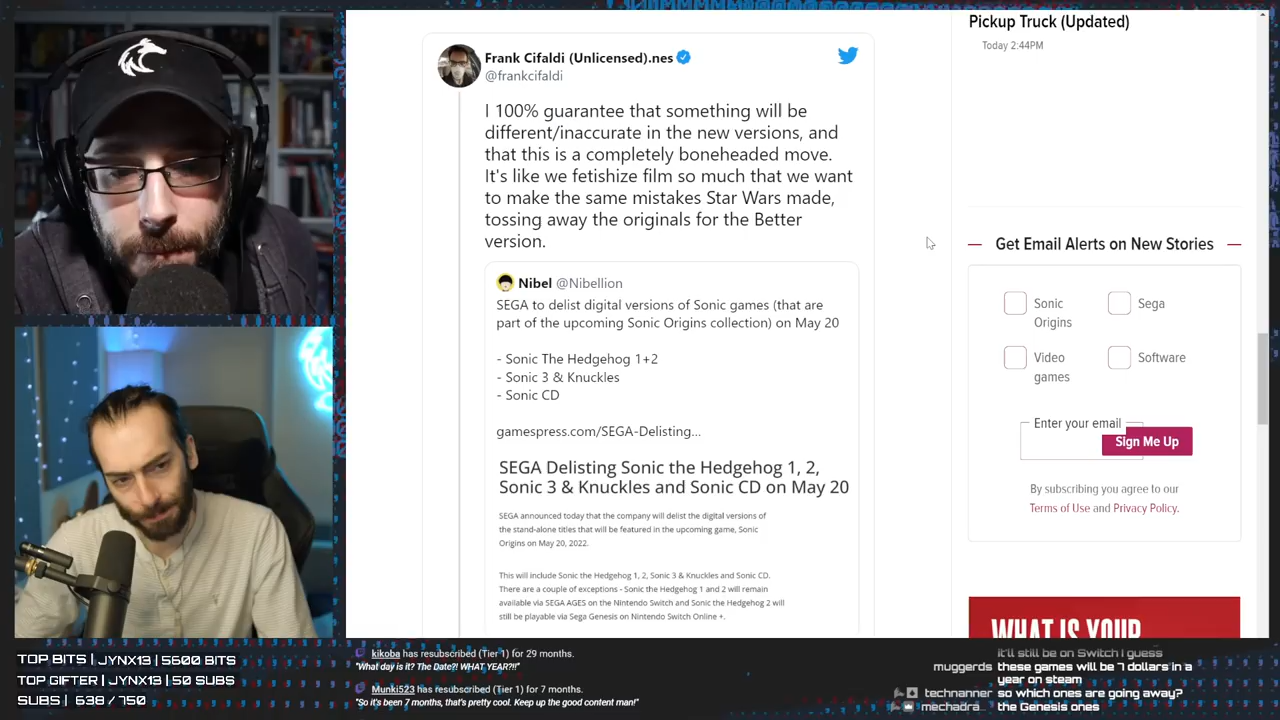 Pickup Truck (Updated)
Today 2:44PM
Frank Cifaldi (Unlicensed).nes
@frankcifaldi
I 100% guarantee that something will be
different/inaccurate in the new versions, and
that this is a completely boneheaded move.
It's like we fetishize film so much that we want
to make the same mistakes Star Wars made,
tossing away the originals for the Better
version.
Nibel @Nibellion
SEGA to delist digital versions of Sonic games (that are
part of the upcoming Sonic Origins collection) on May 20
- Sonic The Hedgehog 1+2
- Sonic 3 & Knuckles
- Sonic CD
gamespress.com/SEGA-Delisting...
SEGA Delisting Sonic the Hedgehog 1, 2,
Sonic 3 & Knuckles and Sonic CD on May 20
SEGA announced today that the company will delist the digital versions of
the stand-alone titles that will be featured in the upcoming game, Sonic
Origins on May 20, 2022.
This will include Sonic the Hedgehog 1, 2, Sonic 3 & Knuckles and Sonic CD.
There are a couple of exceptions - Sonic the Hedgehog 1 and 2 will remain
available via SEGA AGES on the Nintendo Switch and Sonic the Hedgehog 2 will
still be playable via Sega Genesis on Nintendo Switch Online +.
Get Email Alerts on New Stories
Sonic
Origins
Sega
Video
games
Software
Enter your email
Sign Me Up
By subscribing you agree to our
Terms of Use and Privacy Policy.
WHAT IS YOUR
TOP BITS | JYNX13 | 5600 BITS
TOP GIFTER | JYNX13 | 50 SUBS
SUBS | 638 / 750
kikoba has resubscribed (Tier 1) for 29 months.
"What day is it? The Date?! WHAT YEAR?!!"
Munki523 has resubscribed (Tier 1) for 7 months.
"So it's been 7 months, that's pretty cool. Keep up the good content man!"
it'll still be on Switch I guess
muggerds these games will be 7 dollars in a
year on steam
technanner so which ones are going away?
mechadra... the Genesis ones